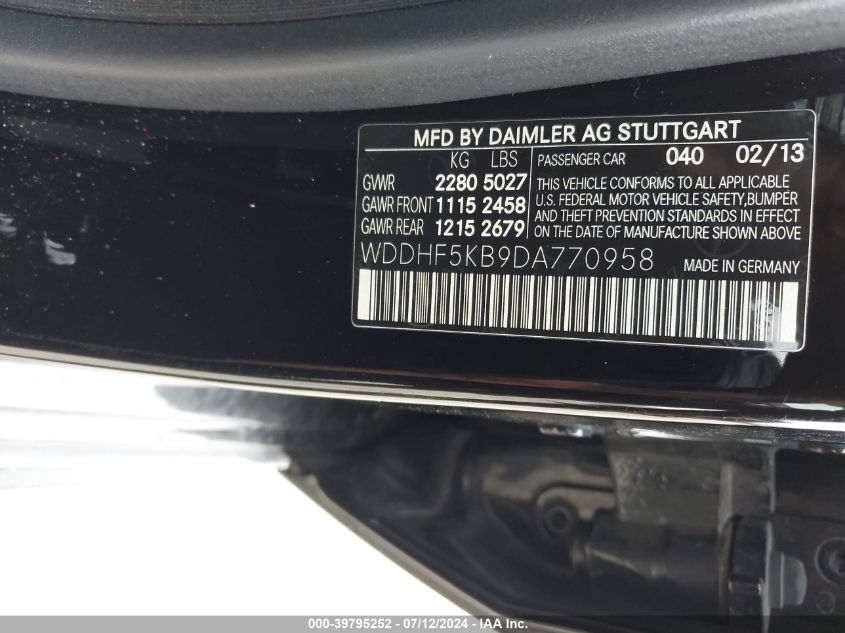 MFD BY DAIMLER AG STUTTGART
KG LBS
GVWR 2280 5027
GAWR FRONT 1115 2458
GAWR REAR 1215 2679
PASSENGER CAR 040 02/13
THIS VEHICLE CONFORMS TO ALL APPLICABLE
U.S. FEDERAL MOTOR VEHICLE SAFETY,BUMPER
AND THEFT PREVENTION STANDARDS IN EFFECT
ON THE DATE OF MANUFACTURE SHOWN ABOVE
WDDHF5KB9DA770958 MADE IN GERMANY
000-39795252 - 07/12/2024 - IAA Inc.